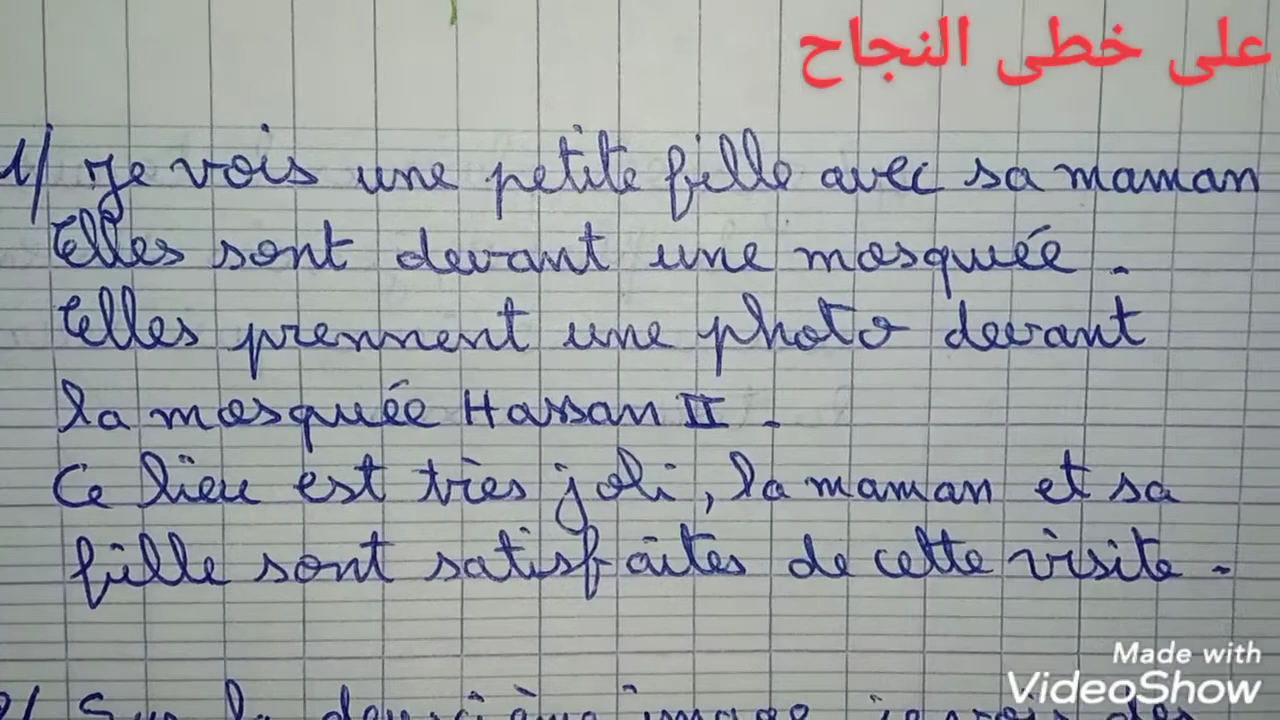 على خطى النجاح
1/ Je vois une petite fille avec sa maman
Elles sont devant une mosquée.
Elles prennent une photo devant
la mosquée Hassan II.
Ce lieu est très joli, la maman et sa
fille sont satisfaites de cette visite.
Made with
VideoShow